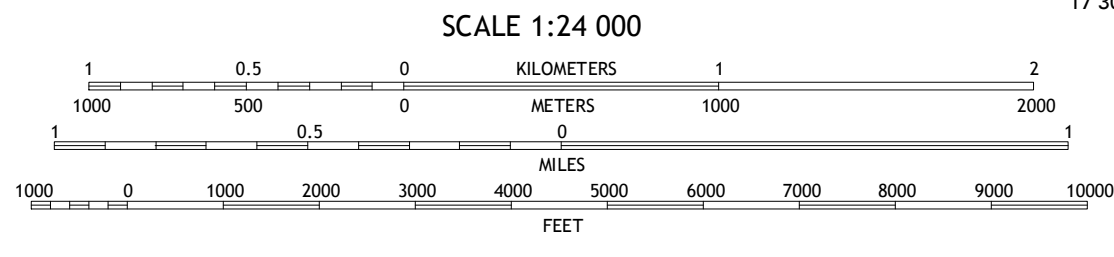 SCALE 1:24 000
1 0.5 0 KILOMETERS 1 2
1000 500 0 METERS 1000 2000
1 0.5 0 1
MILES
1000 0 1000 2000 3000 4000 5000 6000 7000 8000 9000 10000
FEET